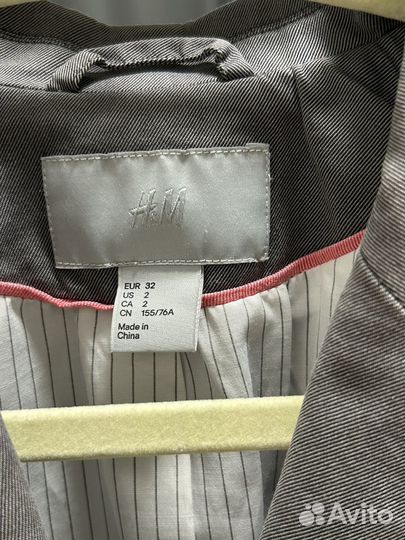 H&M
EUR 32
US 2
CA 2
CN 155/76A
Made in
China
Avito